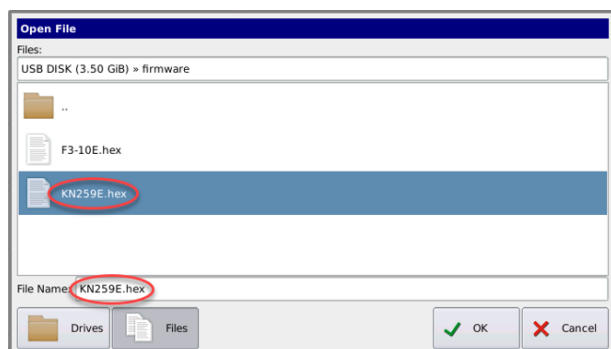 Open File
Files:
USB DISK (3.50 GiB) » firmware
..
F3-10E.hex
KN259E.hex
File Name: KN259E.hex
Drives Files OK Cancel